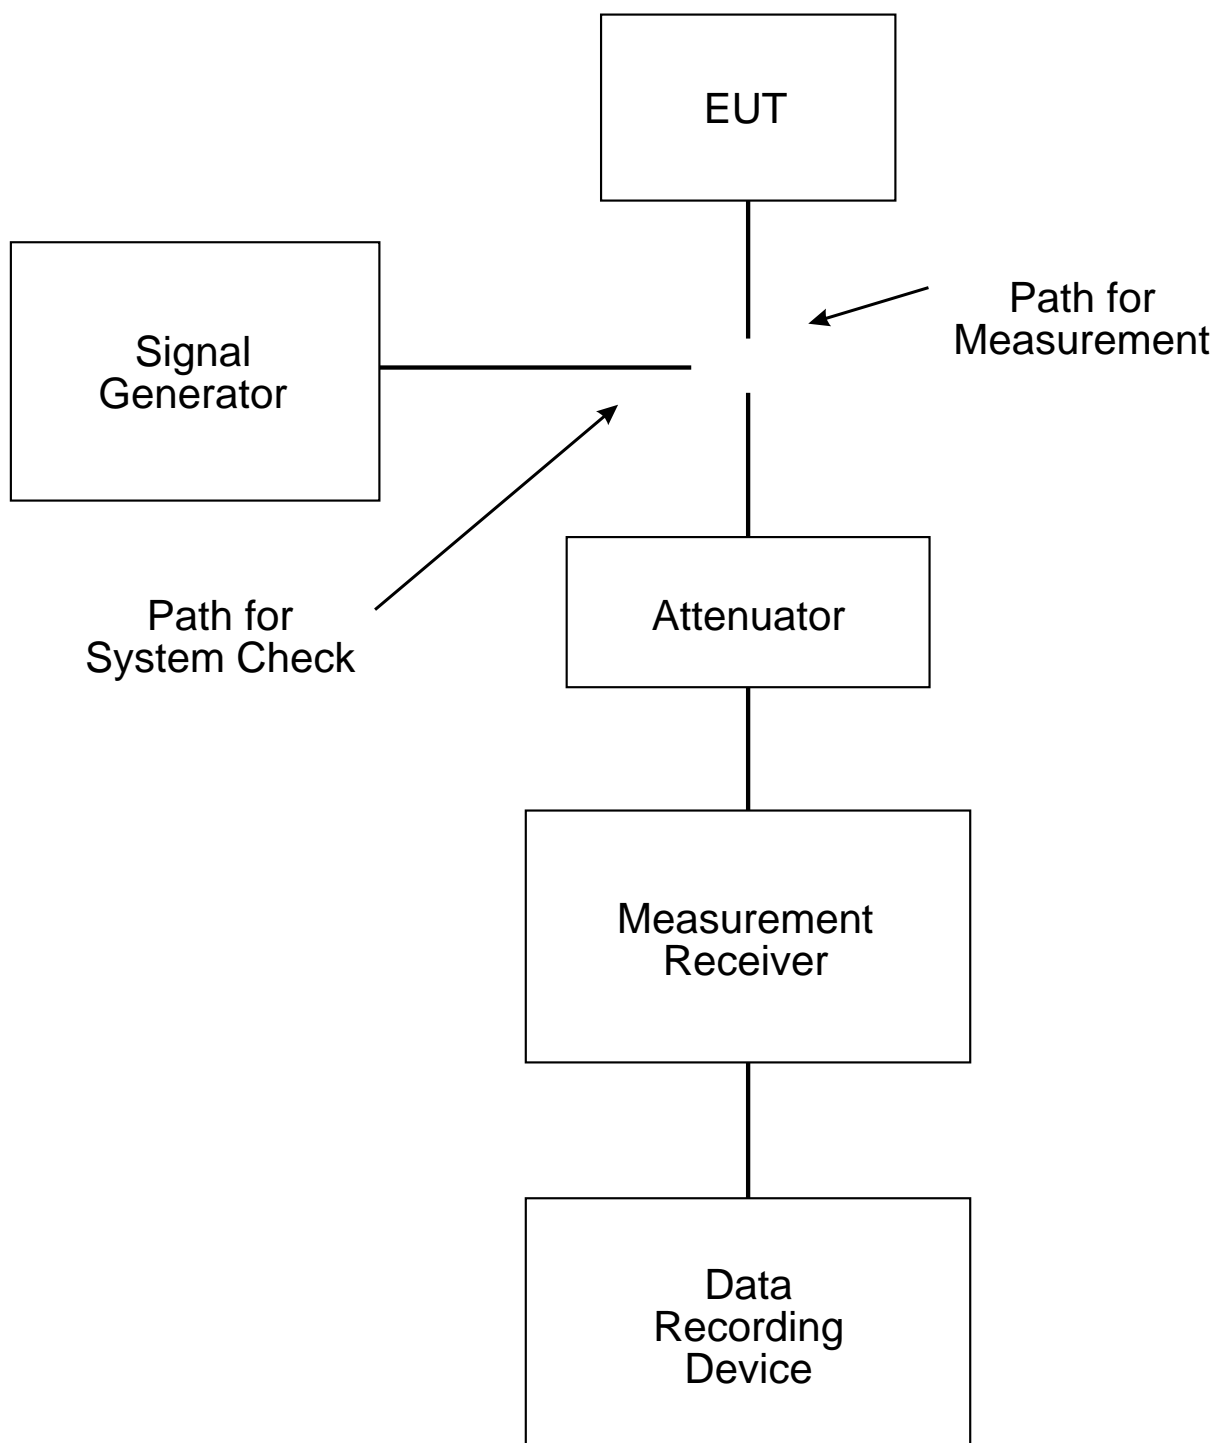 EUT
Path for
Measurement
Signal
Generator
Path for
System Check
Attenuator
Measurement
Receiver
Data
Recording
Device